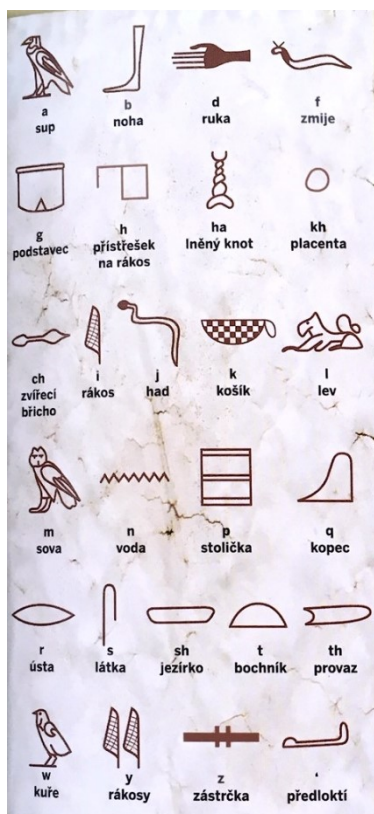 a b d f
sup noha ruka zmije
g h ha kh
podstavec přístřešek lněný knot placenta
na rákos
ch i j k l
zvířecí rákos had košík lev
břicho
m n p q
sova voda stolička kopec
r s sh t th
ústa látka jezírko bochník provaz
w y z ‘
kuře rákosy zástrčka předloktí